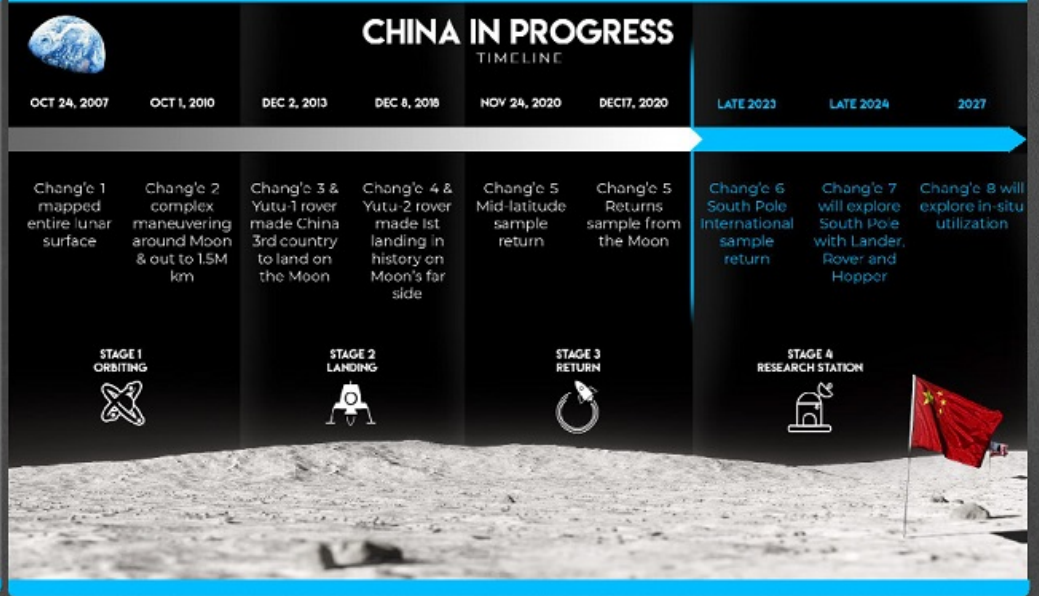 CHINA IN PROGRESS
TIMELINE
OCT 24, 2007
OCT 1, 2010
DEC 2, 2013
DEC 8, 2018
NOV 24, 2020
DEC17, 2020
LATE 2023
LATE 2024
2027
Chang'e 1
mapped
entire lunar
surface
Chang'e 2
complex
maneuvering
around Moon
& out to 1.5M
km
Chang'e 3 &
Yutu-1 rover
made China
3rd country
to land on
the Moon
Chang'e 4 &
Yutu-2 rover
made 1st
landing in
history on
Moon's far
side
Chang'e 5
Mid-latitude
sample
return
Chang'e 5
Returns
sample from
the Moon
Chang'e 6
South Pole
International
sample
return
Chang'e 7
will explore
South Pole
with Lander,
Rover and
Hopper
Chang'e 8 will
explore in-situ
utilization
STAGE 1
ORBITING
STAGE 2
LANDING
STAGE 3
RETURN
STAGE 4
RESEARCH STATION